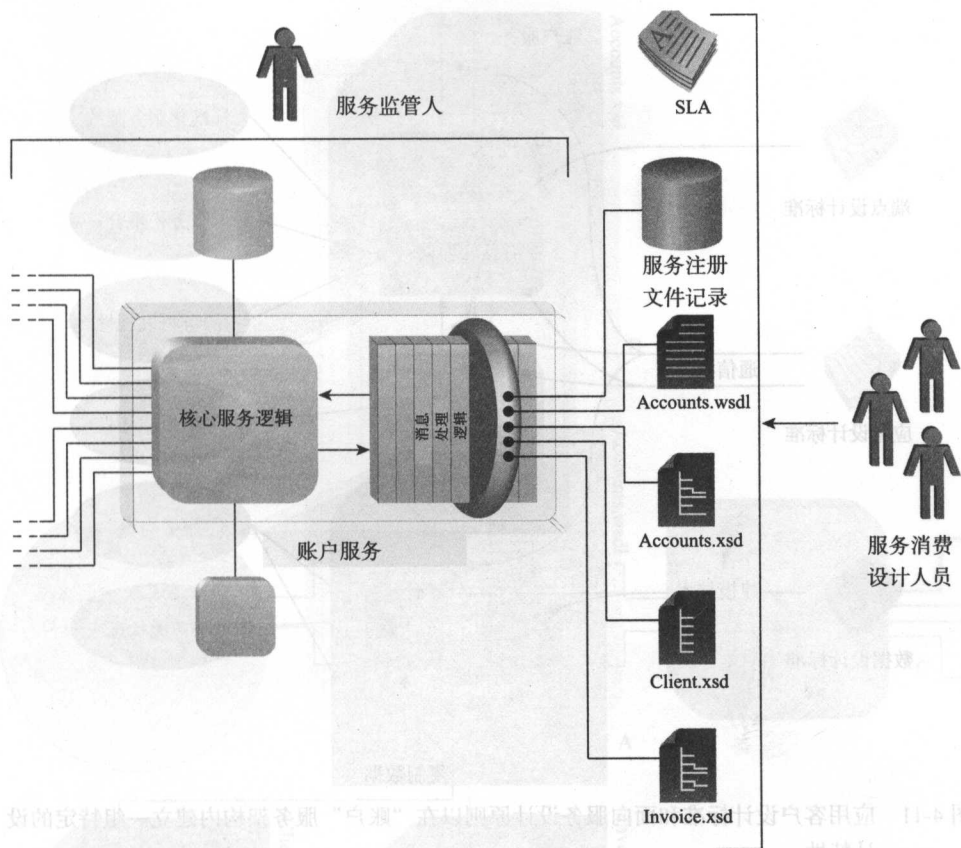 服务监管人
SLA
服务注册
文件记录
核心服务逻辑
消息
处理
逻辑
Accounts.wsdl
Accounts.xsd
账户服务
服务消费
设计人员
Client.xsd
Invoice.xsd